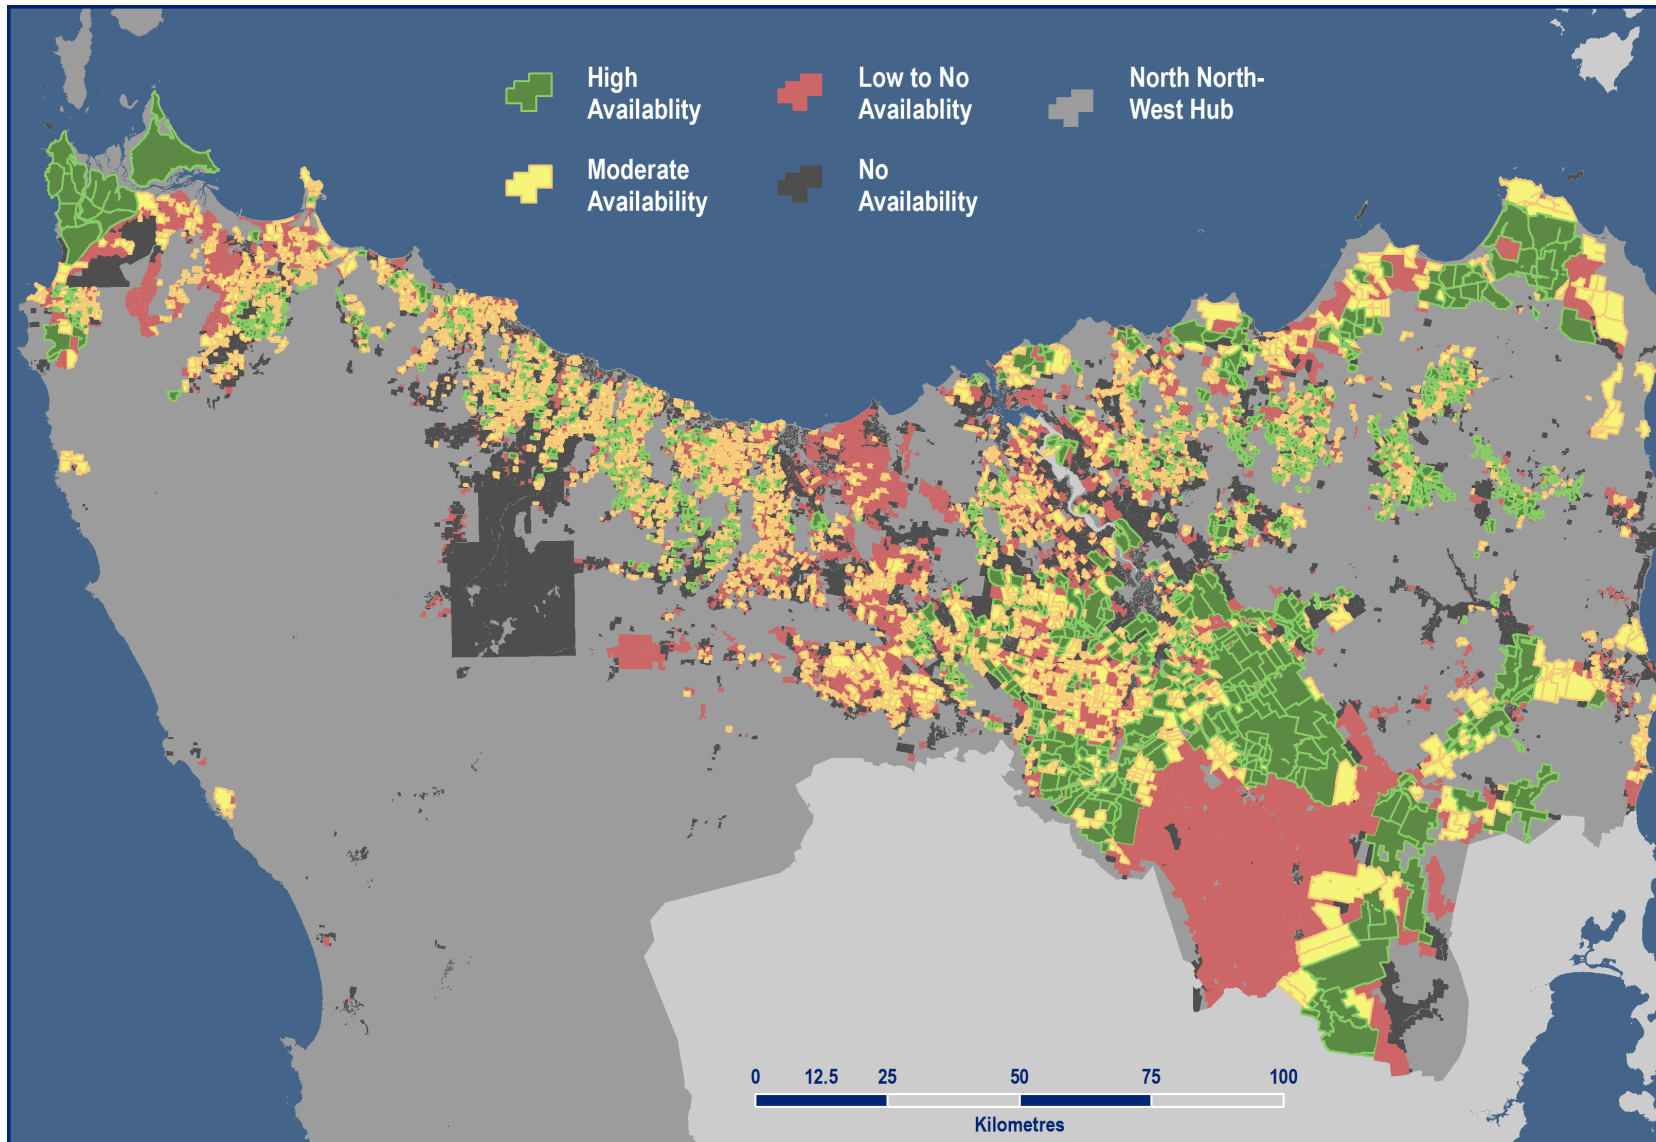 High
Availablity
Low to No
Availablity
North North-
West Hub
Moderate
Availability
No
Availability
0 12.5 25 50 75 100
Kilometres